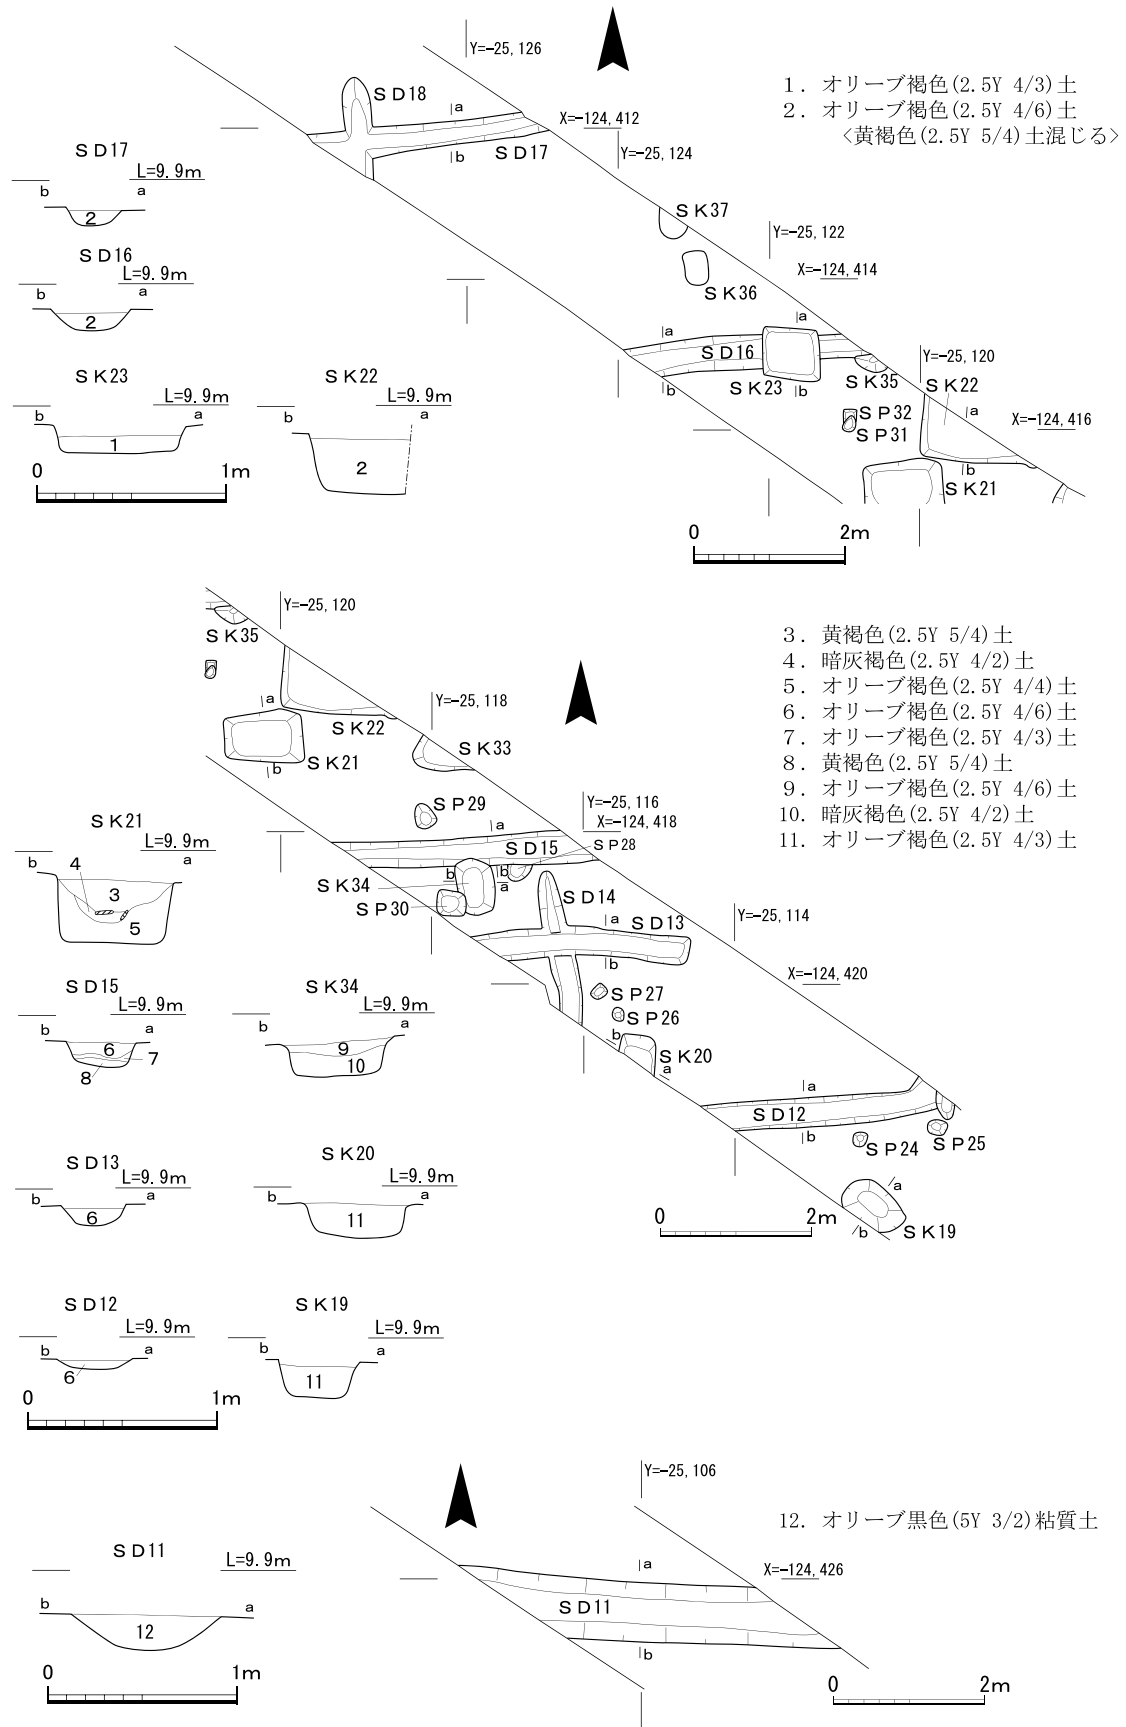 Y=-25,126
1. オリーブ褐色(2.5Y 4/3)土
2. オリーブ褐色(2.5Y 4/6)土
<黄褐色(2.5Y 5/4)土混じる>
SD18
a
X=-124,412
SD17
b
Y=-25,124
SD17
L=9.9m
b
a
2
SK37
Y=-25,122
X=-124,414
SK36
SD16
L=9.9m
b
a
2
a
a
SD16
SK23
b
b
SK35
Y=-25,120
SK22
a
X=-124,416
SP32
SP31
b
SK21
SK23
L=9.9m
b
a
1
SK22
L=9.9m
b
a
2
0
1m
0
2m
Y=-25,120
SK35
3. 黄褐色(2.5Y 5/4)土
4. 暗灰褐色(2.5Y 4/2)土
5. オリーブ褐色(2.5Y 4/4)土
6. オリーブ褐色(2.5Y 4/6)土
7. オリーブ褐色(2.5Y 4/3)土
8. 黄褐色(2.5Y 5/4)土
9. オリーブ褐色(2.5Y 4/6)土
10. 暗灰褐色(2.5Y 4/2)土
11. オリーブ褐色(2.5Y 4/3)土
a
Y=-25,118
SK22
SK33
SK21
b
SP29
Y=-25,116
X=-124,418
a
SD15
SP28
SK34
b
b
a
SP30
SD14
a
SD13
Y=-25,114
b
X=-124,420
SP27
SP26
b
SK20
a
a
SD12
b
SP24
SP25
a
b
SK19
0
2m
SK21
L=9.9m
b
a
4
3
5
SD15
L=9.9m
b
a
6
7
8
SK34
L=9.9m
b
a
9
10
SD13
L=9.9m
b
a
6
SK20
L=9.9m
b
a
11
SD12
L=9.9m
b
a
6
SK19
L=9.9m
b
a
11
0
1m
Y=-25,106
12. オリーブ黒色(5Y 3/2)粘質土
SD11
L=9.9m
b
a
12
a
X=-124,426
SD11
b
0
1m
0
2m